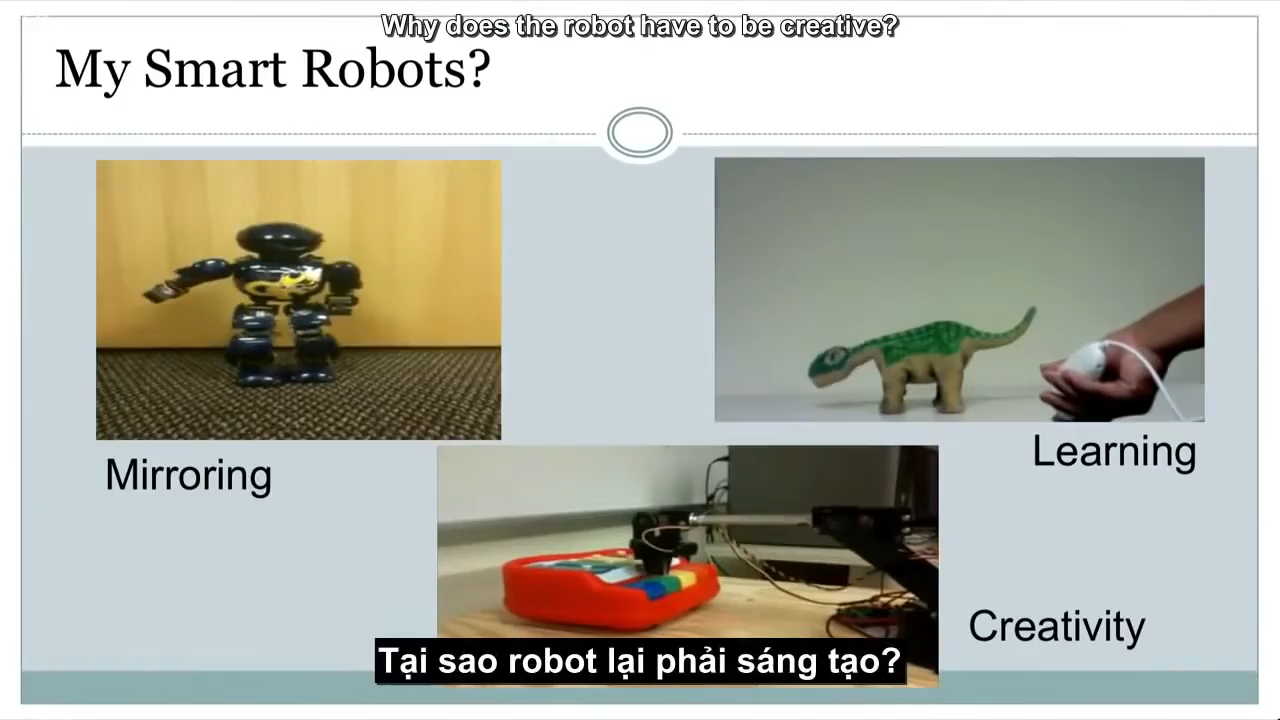 Why does the robot have to be creative?
My Smart Robots?
Mirroring
Learning
Creativity
Tại sao robot lại phải sáng tạo?